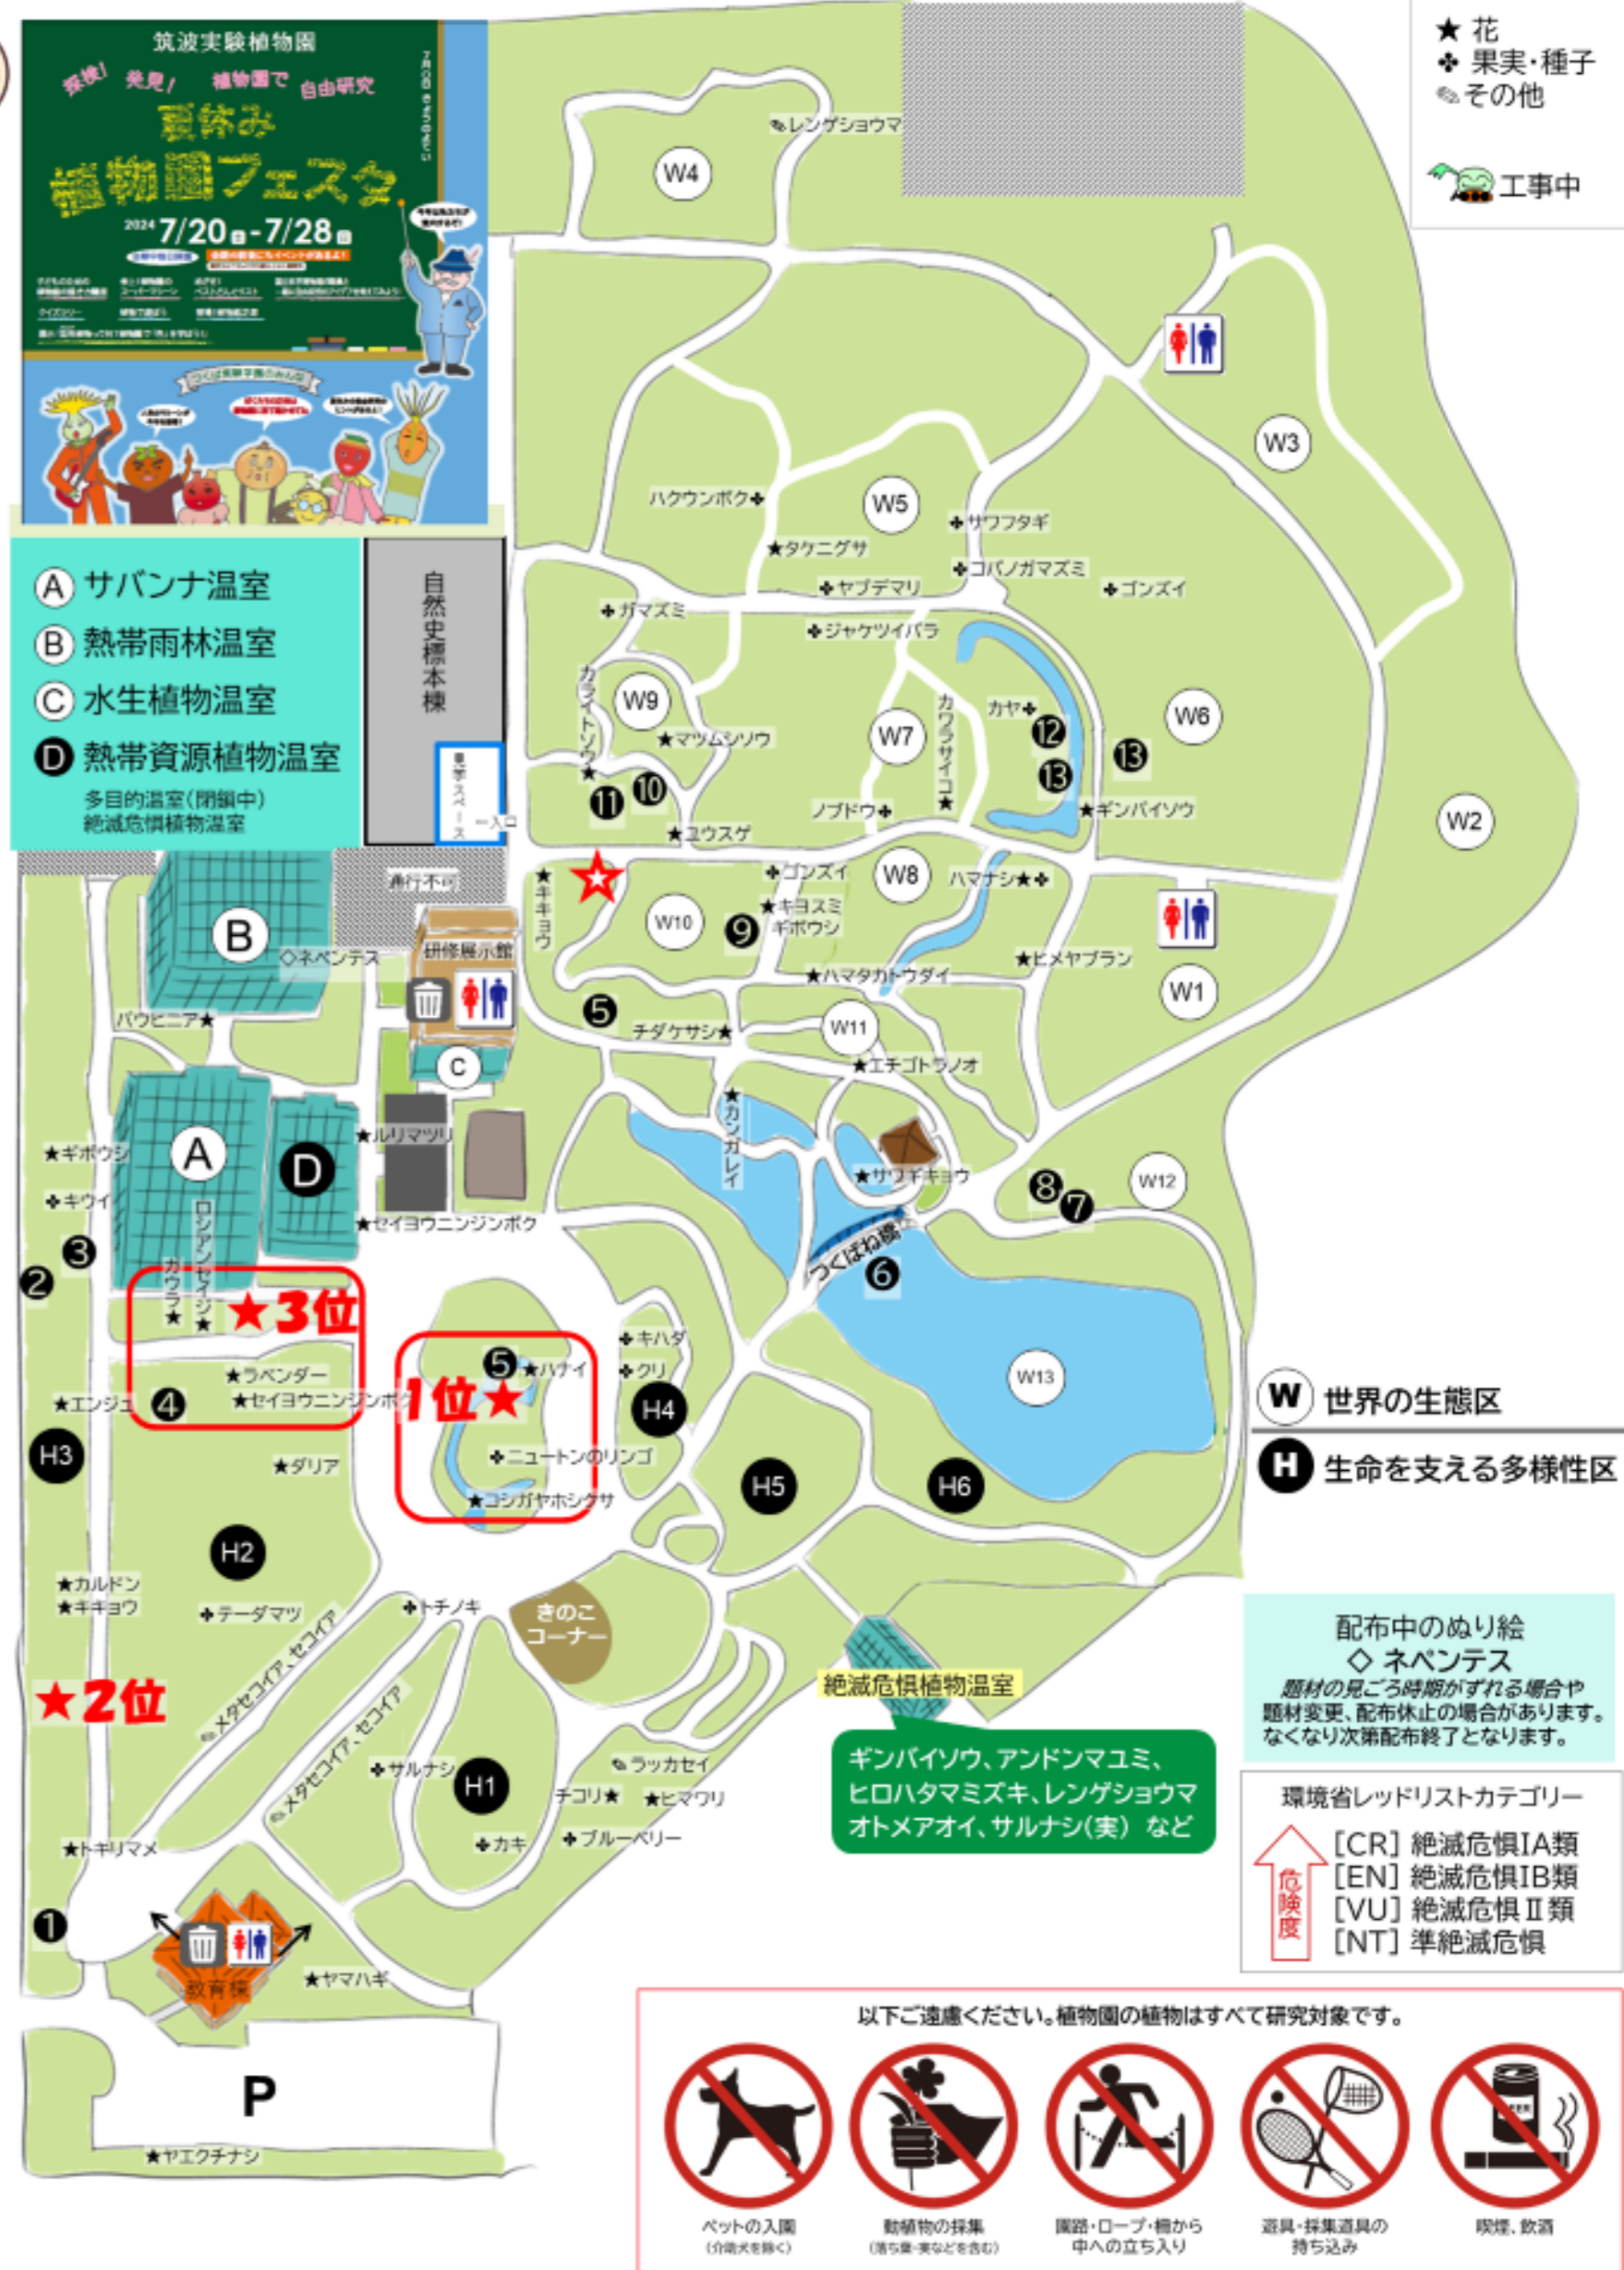 筑波実験植物園
探検!
発見!
植物園で
自由研究
夏休み
植物園フェスタ
2024 7/20土-7/28日
★ 花
✤ 果実・種子
✎その他
工事中
Ⓐ サバンナ温室
Ⓑ 熱帯雨林温室
Ⓒ 水生植物温室
D 熱帯資源植物温室
多目的温室(閉鎖中)
絶滅危惧植物温室
自然史標本棟
見学スペース
←入口
✎レンゲショウマ
W4
W3
W5
ハクウンボク✤
✤サワフタギ
★タケニグサ
✤コバノガマズミ
✤ヤブデマリ
✤ゴンズイ
✤ガマズミ
✤ジャケツイバラ
カライトソウ★
W9
★マツムシソウ
W7
カワラサイコ★
カヤ✤
⓬
⓭
⓭
W6
⓫
❿
ノブドウ✤
★ギンバイソウ
W2
★ユウスゲ
通行不可
★キキョウ
✤ゴンズイ
W8
ハマナシ★✤
W10
❾
★キヨスミ
ギボウシ
B
◇ネペンテス
研修展示館
★ヒメヤブラン
★ハマタカトウダイ
W1
バウヒニア★
❺
チダケサシ★
W11
C
★エチゴトラノオ
★カンガレイ
★ルリマツリ
★ギボウシ
A
D
★サワギキョウ
❽
❼
W12
✤キウイ
ロシアンセイジ★
★セイヨウニンジンボク
つくばね橋
❻
❸
❷
ガウラ★
★3位
✤キハダ
★ラベンダー
❺
★ハナイ
✤クリ
W13
★エンジュ
❹
★セイヨウニンジンボク
1位★
H4
H3
★ダリア
✤ニュートンのリンゴ
★コシガヤホシクサ
H5
H6
Ⓦ 世界の生態区
H 生命を支える多様性区
H2
★カルドン
★キキョウ
✤テーダマツ
✤トチノキ
きのこ
コーナー
★2位
✎メタセコイア、セコイア
✎メタセコイア、セコイア
絶滅危惧植物温室
ギンバイソウ、アンドンマユミ、
ヒロハタマミズキ、レンゲショウマ
オトメアオイ、サルナシ(実) など
✤サルナシ
H1
✎ラッカセイ
チコリ★
★ヒマワリ
✤カキ
✤ブルーベリー
★トキリマメ
❶
教育棟
★ヤマハギ
P
★ヤエクチナシ
配布中のぬり絵
◇ ネペンテス
題材の見ごろ時期がずれる場合や
題材変更、配布休止の場合があります。
なくなり次第配布終了となります。
環境省レッドリストカテゴリー
危険度
[CR] 絶滅危惧IA類
[EN] 絶滅危惧IB類
[VU] 絶滅危惧Ⅱ類
[NT] 準絶滅危惧
以下ご遠慮ください。植物園の植物はすべて研究対象です。
ペットの入園
(介助犬を除く)
動植物の採集
(落ち葉・実などを含む)
園路・ロープ・柵から
中への立ち入り
遊具・採集道具の
持ち込み
喫煙、飲酒